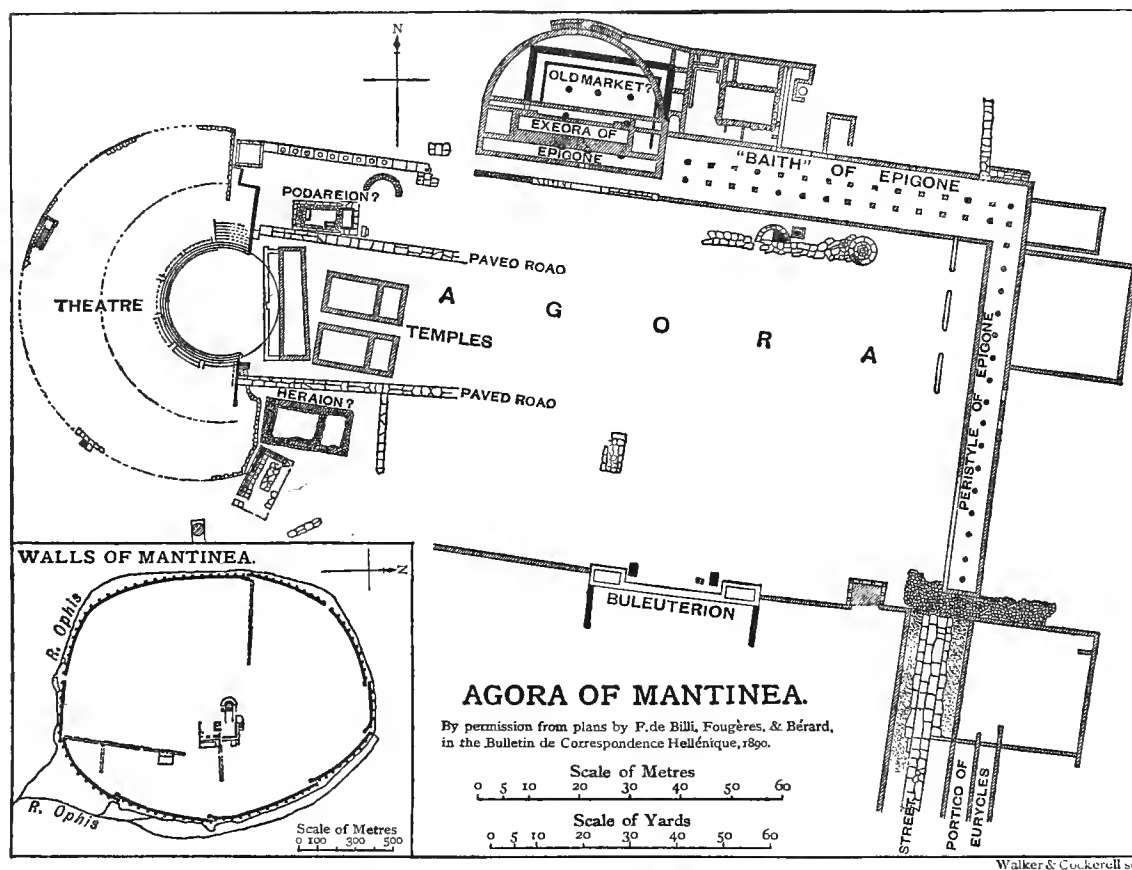 N
OLD MARKET?
EXEORA OF
EPIGONE
"BAITH" OF EPIGONE
PODAREION?
PAVED ROAD
THEATRE
A G O R A
TEMPLES
PERISTYLE OF EPIGONE
PAVED ROAD
HERAION?
WALLS OF MANTINEA.
N
R. Ophis
R. Ophis
Scale of Metres
0 100 300 500
BULEUTERION
AGORA OF MANTINEA.
By permission from plans by F. de Billi, Fougères, & Bérard,
in the Bulletin de Correspondence Hellénique, 1890.
Scale of Metres
0 5 10 20 30 40 50 60
Scale of Yards
0 5 10 20 30 40 50 60
STREET
PORTICO OF
EURYCLES
Walker & Cockerell sc